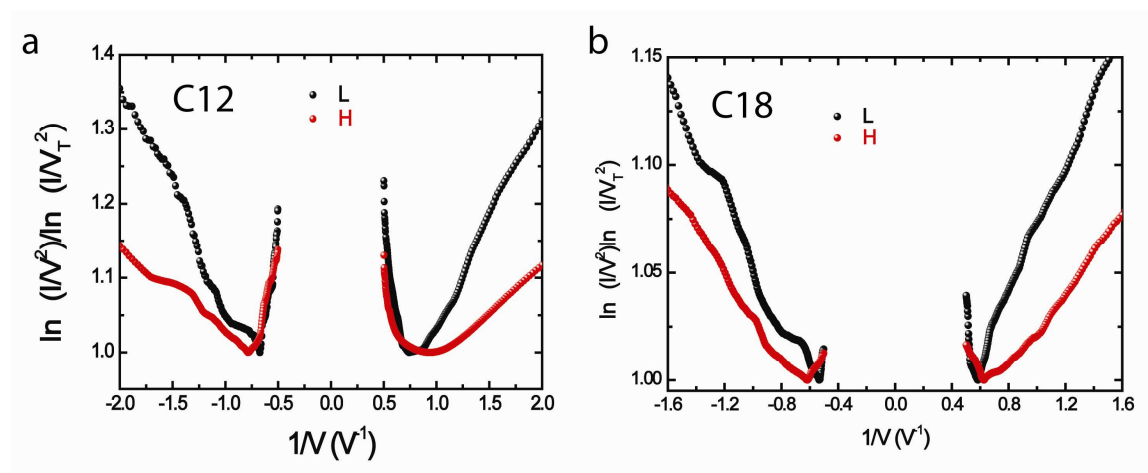 a
C12
L
H
1.4
1.3
1.2
1.1
1.0
-2.0 -1.5 -1.0 -0.5 0.0 0.5 1.0 1.5 2.0
1/V (V⁻¹)
ln (I/V²)/ln (I/V_T²)
b
C18
L
H
1.15
1.10
1.05
1.00
-1.6 -1.2 -0.8 -0.4 0.0 0.4 0.8 1.2 1.6
1/V (V⁻¹)
ln (I/V²)ln (I/V_T²)